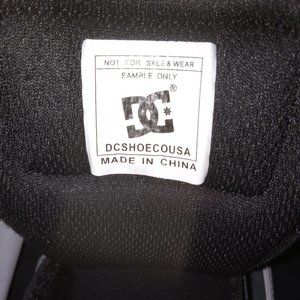 NOT FOR SALE & WEAR
SAMPLE ONLY
DC®
DCSHOECOUSA
MADE IN CHINA